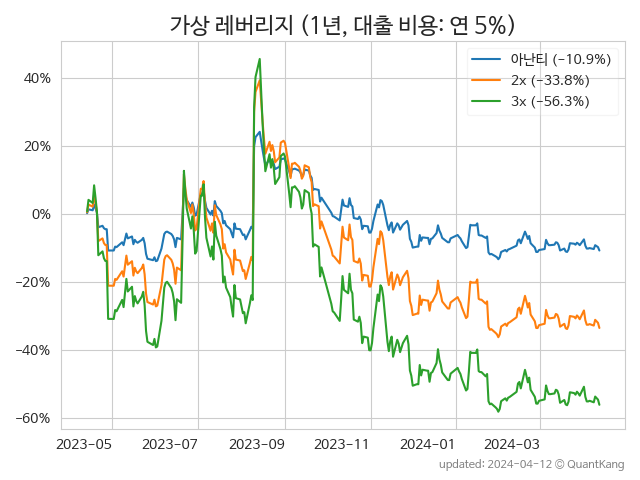 가상 레버리지 (1년, 대출 비용: 연 5%)
아난티 (−10.9%)
2x (−33.8%)
3x (−56.3%)
40%
20%
0%
−20%
−40%
−60%
2023-05 2023-07 2023-09 2023-11 2024-01 2024-03
updated: 2024-04-12 © QuantKang